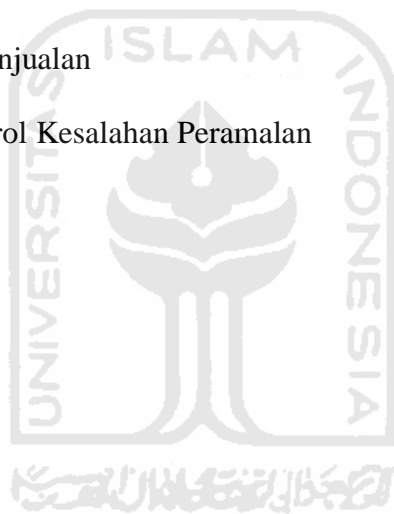 njualan
rol Kesalahan Peramalan
UNIVERSITAS
ISLAM
INDONESIA